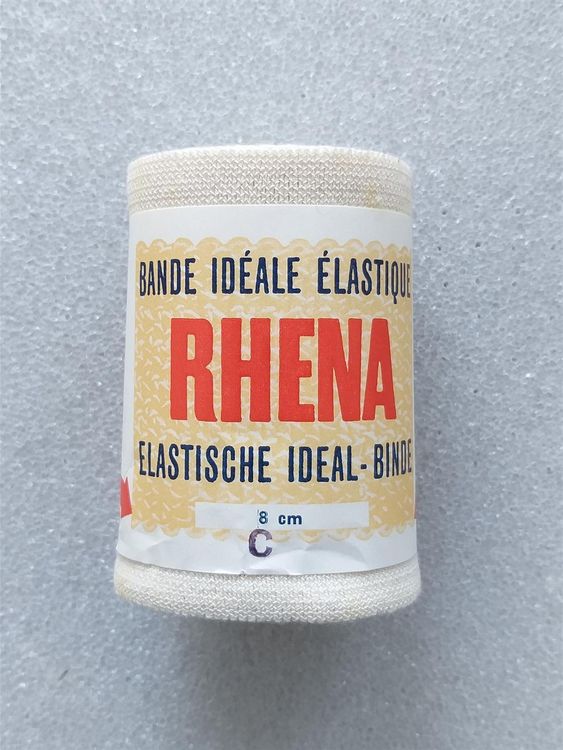 BANDE IDÉALE ÉLASTIQUE
RHENA
ELASTISCHE IDEAL-BINDE
8 cm
C